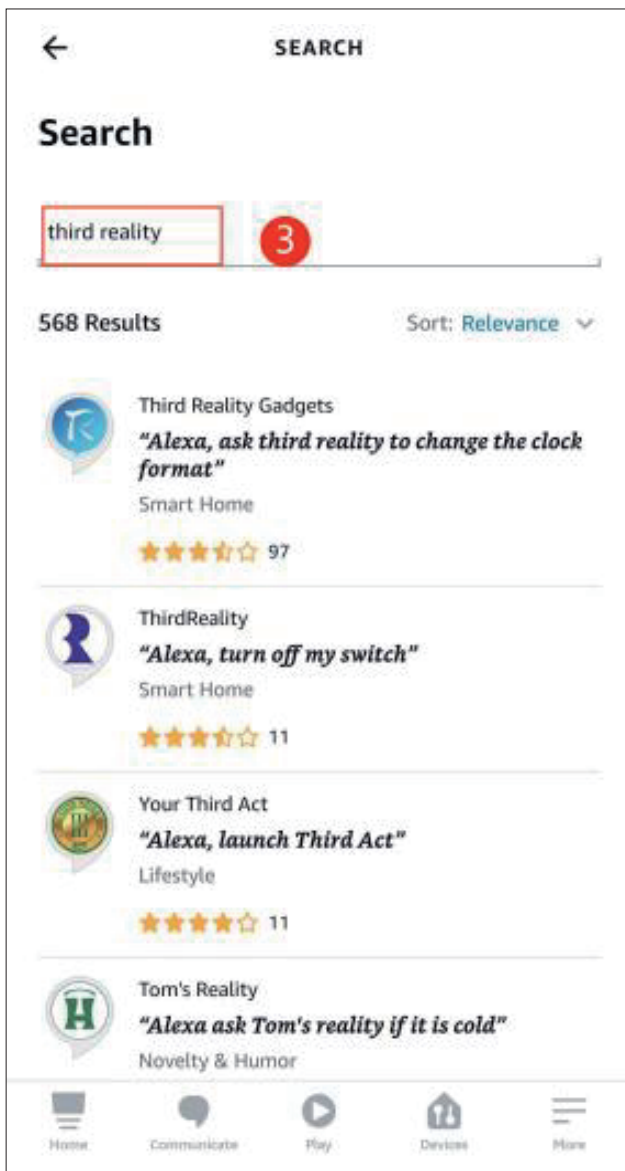 SEARCH
Search
third reality
3
568 Results
Sort: Relevance
Third Reality Gadgets
“Alexa, ask third reality to change the clock
format”
Smart Home
97
ThirdReality
“Alexa, turn off my switch”
Smart Home
11
Your Third Act
“Alexa, launch Third Act”
Lifestyle
11
Tom's Reality
“Alexa ask Tom's reality if it is cold”
Novelty & Humor
Home
Communicate
Play
Devices
More